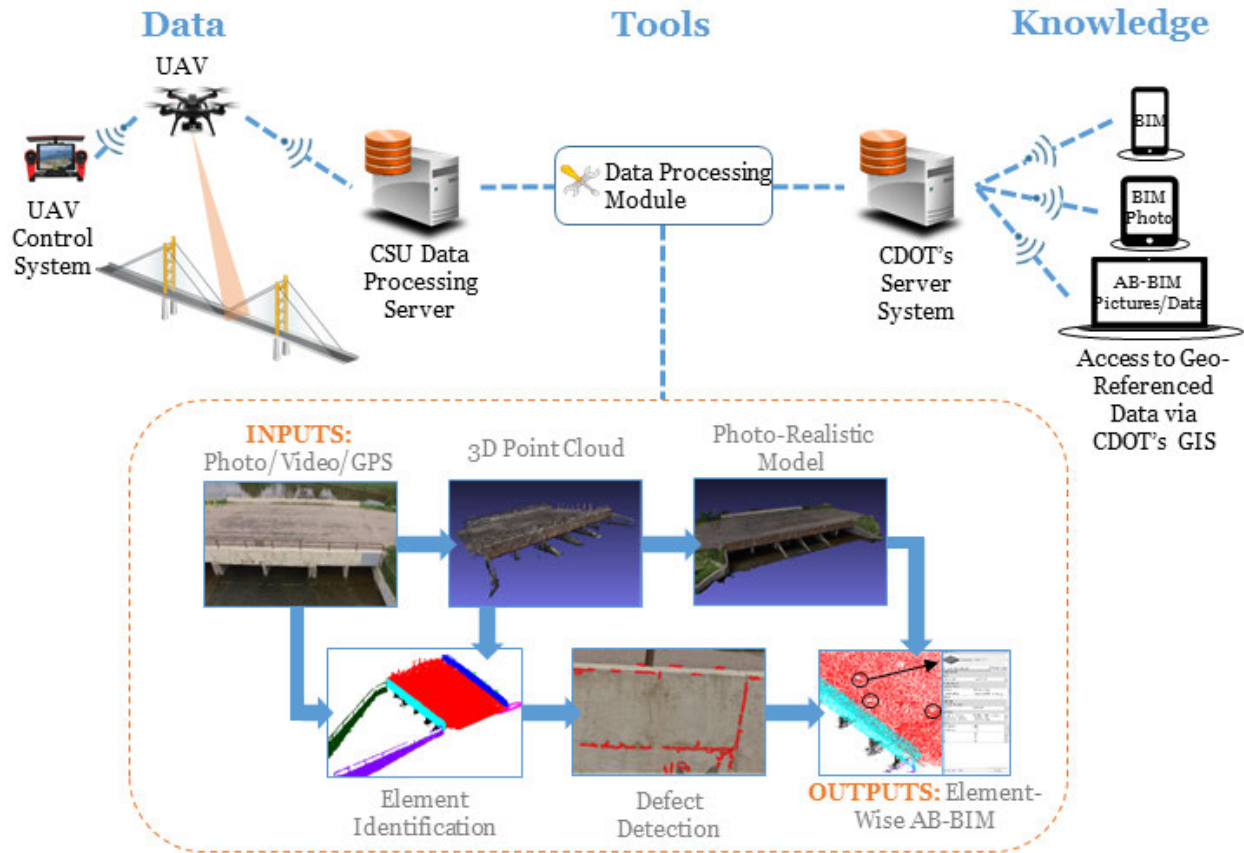 Data
Tools
Knowledge
UAV
UAV
Control
System
CSU Data
Processing
Server
Data Processing
Module
CDOT's
Server
System
BIM
BIM
Photo
AB-BIM
Pictures/Data
Access to Geo-
Referenced
Data via
CDOT's GIS
INPUTS:
Photo/Video/GPS
3D Point Cloud
Photo-Realistic
Model
Element
Identification
Defect
Detection
OUTPUTS: Element-
Wise AB-BIM